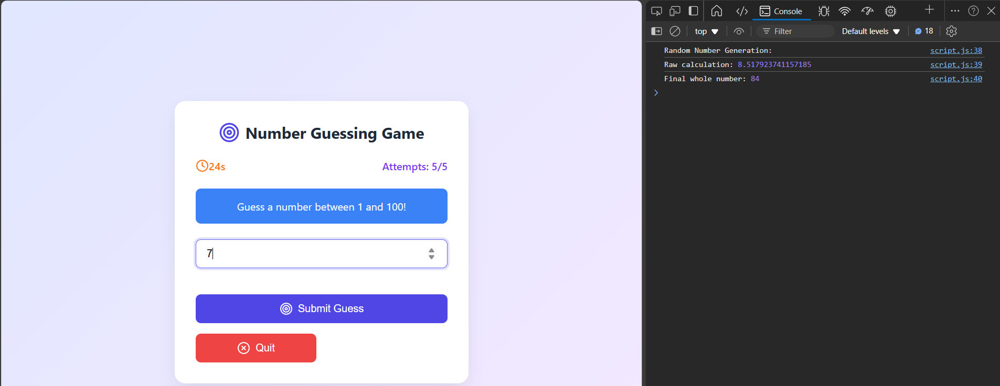 Number Guessing Game
24s
Attempts: 5/5
Guess a number between 1 and 100!
7
Submit Guess
Quit
Console
top
Filter
Default levels
18
Random Number Generation: script.js:38
Raw calculation: 8.517923741157185 script.js:39
Final whole number: 84 script.js:40